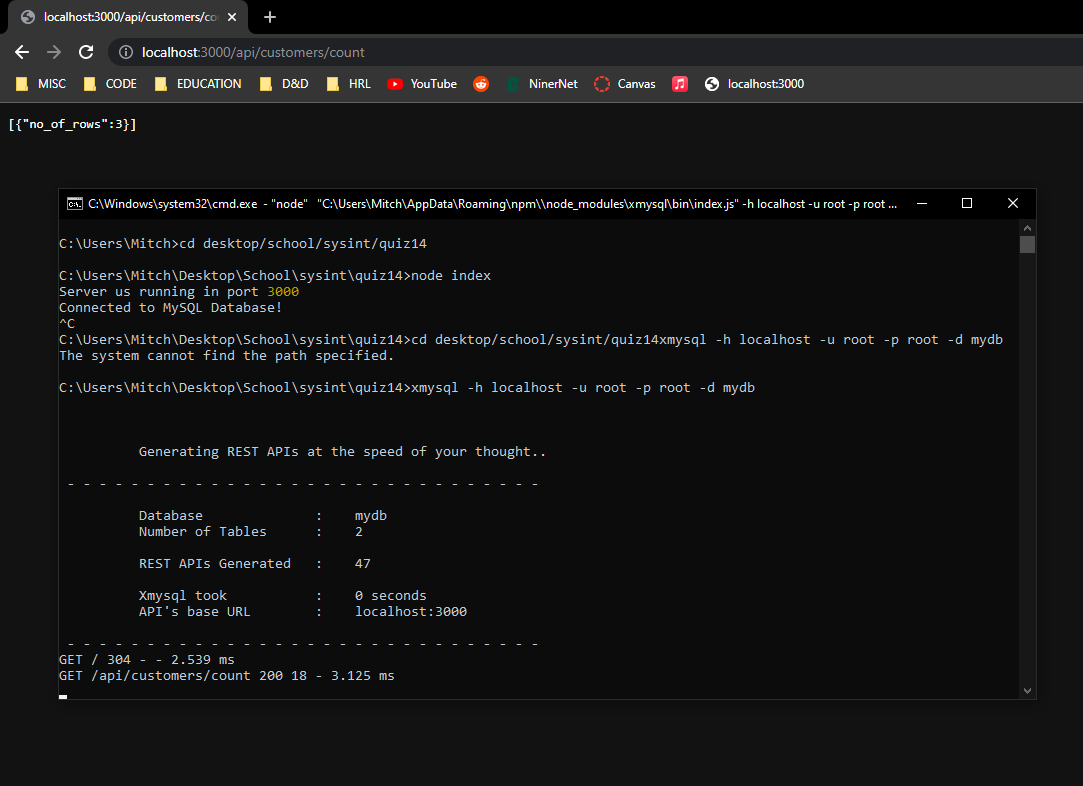 localhost:3000/api/customers/co
localhost:3000/api/customers/count
MISC CODE EDUCATION D&D HRL YouTube NinerNet Canvas localhost:3000
[{"no_of_rows":3}]
C:\Windows\system32\cmd.exe - "node" "C:\Users\Mitch\AppData\Roaming\npm\\node_modules\xmysql\bin\index.js" -h localhost -u root -p root ...
C:\Users\Mitch>cd desktop/school/sysint/quiz14
C:\Users\Mitch\Desktop\School\sysint\quiz14>node index
Server us running in port 3000
Connected to MySQL Database!
^C
C:\Users\Mitch\Desktop\School\sysint\quiz14>cd desktop/school/sysint/quiz14xmysql -h localhost -u root -p root -d mydb
The system cannot find the path specified.
C:\Users\Mitch\Desktop\School\sysint\quiz14>xmysql -h localhost -u root -p root -d mydb
Generating REST APIs at the speed of your thought..
- - - - - - - - - - - - - - - - - - - - - - - - - - - - - -
Database : mydb
Number of Tables : 2
REST APIs Generated : 47
Xmysql took : 0 seconds
API's base URL : localhost:3000
- - - - - - - - - - - - - - - - - - - - - - - - - - - - - -
GET / 304 - - 2.539 ms
GET /api/customers/count 200 18 - 3.125 ms